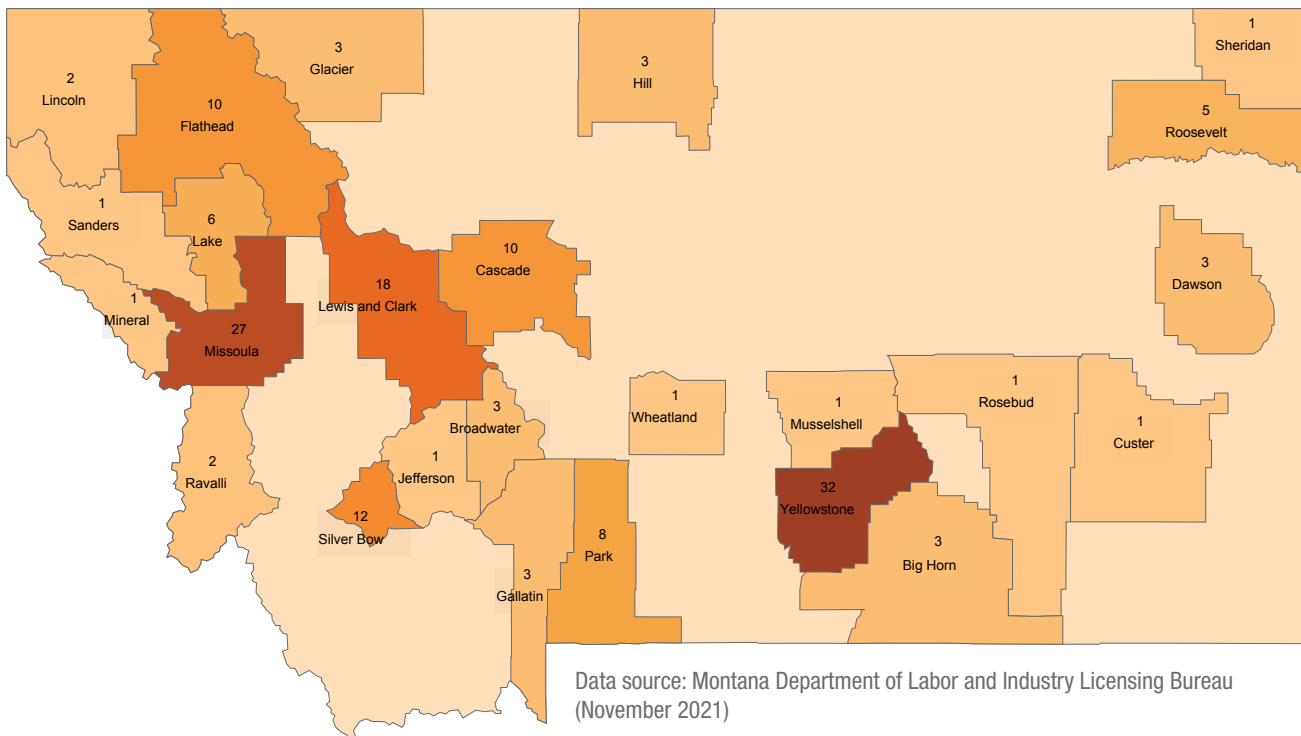 1
Sheridan
3
Glacier
3
Hill
2
Lincoln
10
Flathead
5
Roosevelt
1
Sanders
6
Lake
10
Cascade
3
Dawson
18
Lewis and Clark
1
Mineral
27
Missoula
1
Wheatland
1
Musselshell
1
Rosebud
1
Custer
3
Broadwater
1
Jefferson
2
Ravalli
32
Yellowstone
12
Silver Bow
8
Park
3
Big Horn
3
Gallatin
Data source: Montana Department of Labor and Industry Licensing Bureau
(November 2021)